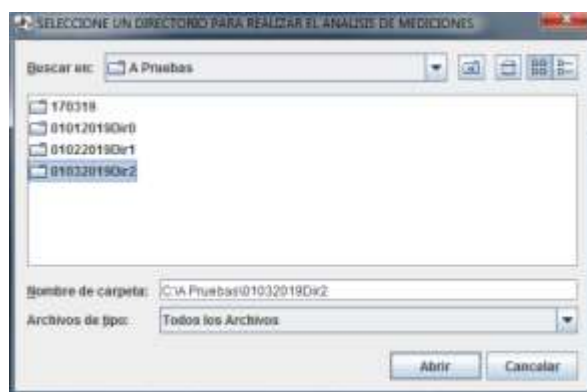 SELECCIONE UN DIRECTORIO PARA REALIZAR EL ANALISIS DE MEDICIONES
Buscar en: A Pruebas
170319
01012019Dir0
01022019Dir1
01032019Dir2
Nombre de carpeta: C:\A Pruebas\01032019Dir2
Archivos de tipo: Todos los Archivos
Abrir Cancelar